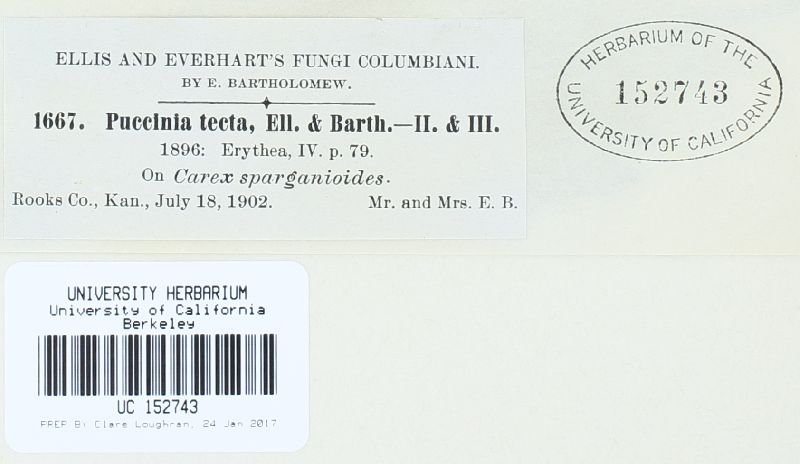 ELLIS AND EVERHART'S FUNGI COLUMBIANI.
BY E. BARTHOLOMEW.
1667. Puccinia tecta, Ell. & Barth.—II. & III.
1896: Erythea, IV. p. 79.
On Carex sparganioides.
Rooks Co., Kan., July 18, 1902. Mr. and Mrs. E. B.
HERBARIUM OF THE
152743
UNIVERSITY OF CALIFORNIA
UNIVERSITY HERBARIUM
University of California
Berkeley
UC 152743
PREP BY Clare Loughran, 24 Jan 2017